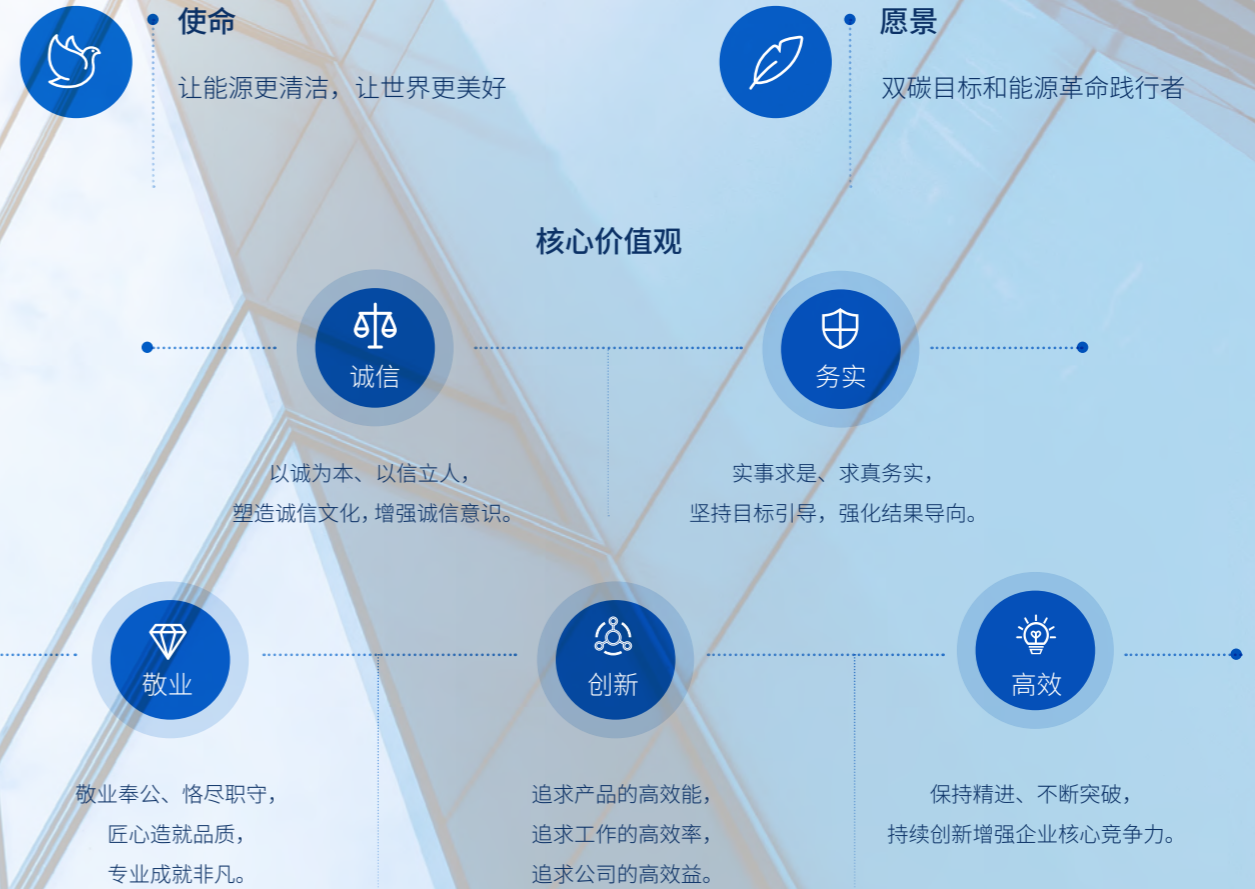 使命
让能源更清洁，让世界更美好
愿景
双碳目标和能源革命践行者
核心价值观
诚信
以诚为本、以信立人，
塑造诚信文化，增强诚信意识。
务实
实事求是、求真务实，
坚持目标引导，强化结果导向。
敬业
敬业奉公、恪尽职守，
匠心造就品质，
专业成就非凡。
创新
追求产品的高效能，
追求工作的高效率，
追求公司的高效益。
高效
保持精进、不断突破，
持续创新增强企业核心竞争力。